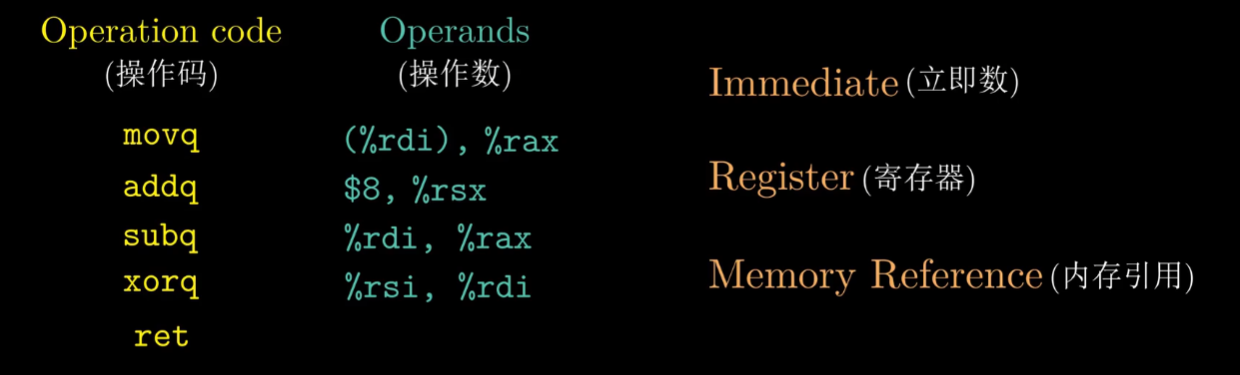 Operation code Operands
(操作码) (操作数)
Immediate (立即数)
movq (%rdi), %rax
Register (寄存器)
addq $8, %rsx
subq %rdi, %rax
Memory Reference (内存引用)
xorq %rsi, %rdi
ret